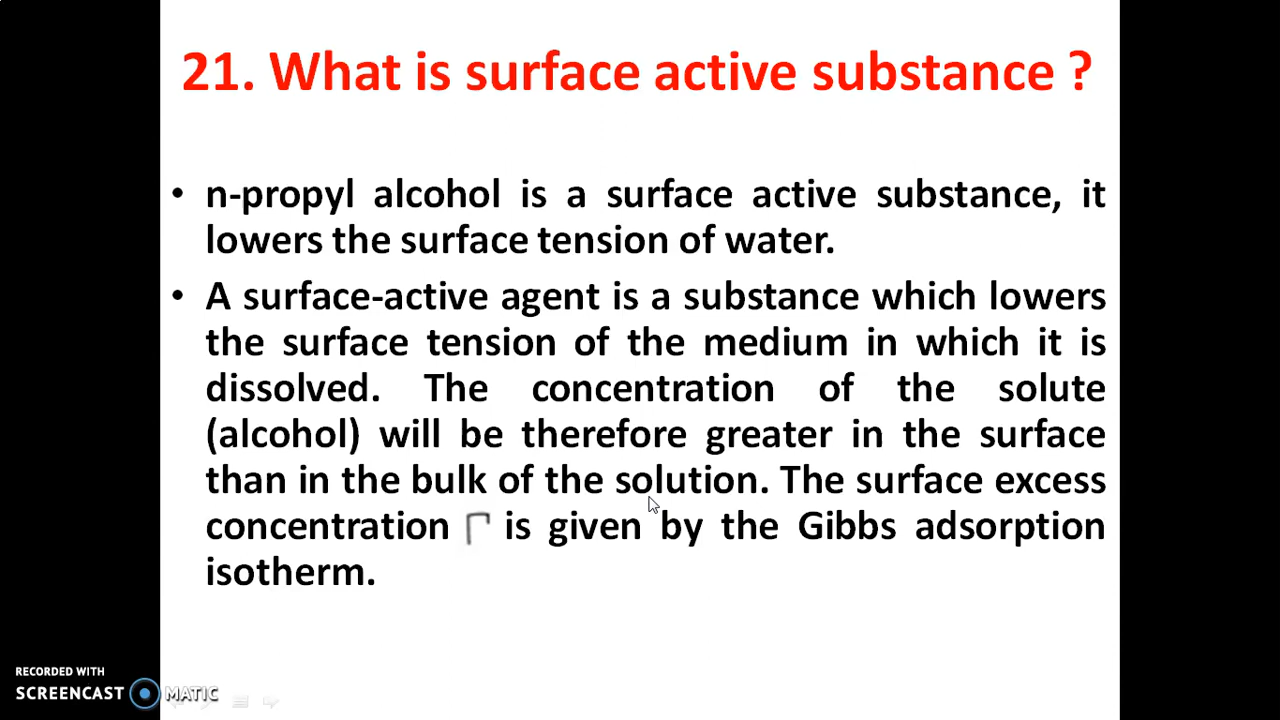 21. What is surface active substance ?
• n-propyl alcohol is a surface active substance, it
lowers the surface tension of water.
• A surface-active agent is a substance which lowers
the surface tension of the medium in which it is
dissolved. The concentration of the solute
(alcohol) will be therefore greater in the surface
than in the bulk of the solution. The surface excess
concentration Γ is given by the Gibbs adsorption
isotherm.
RECORDED WITH
SCREENCAST MATIC